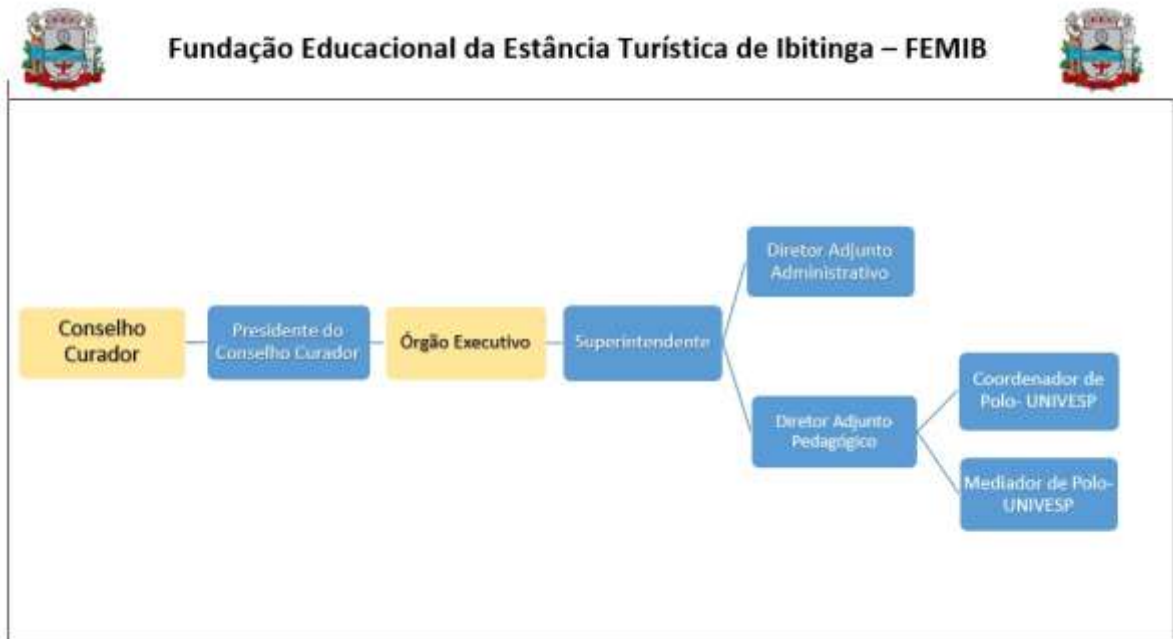 Fundação Educacional da Estância Turística de Ibitinga – FEMIB
Conselho
Curador
Presidente do
Conselho Curador
Órgão Executivo
Superintendente
Diretor Adjunto
Administrativo
Diretor Adjunto
Pedagógico
Coordenador de
Polo- UNIVESP
Mediador de Polo-
UNIVESP